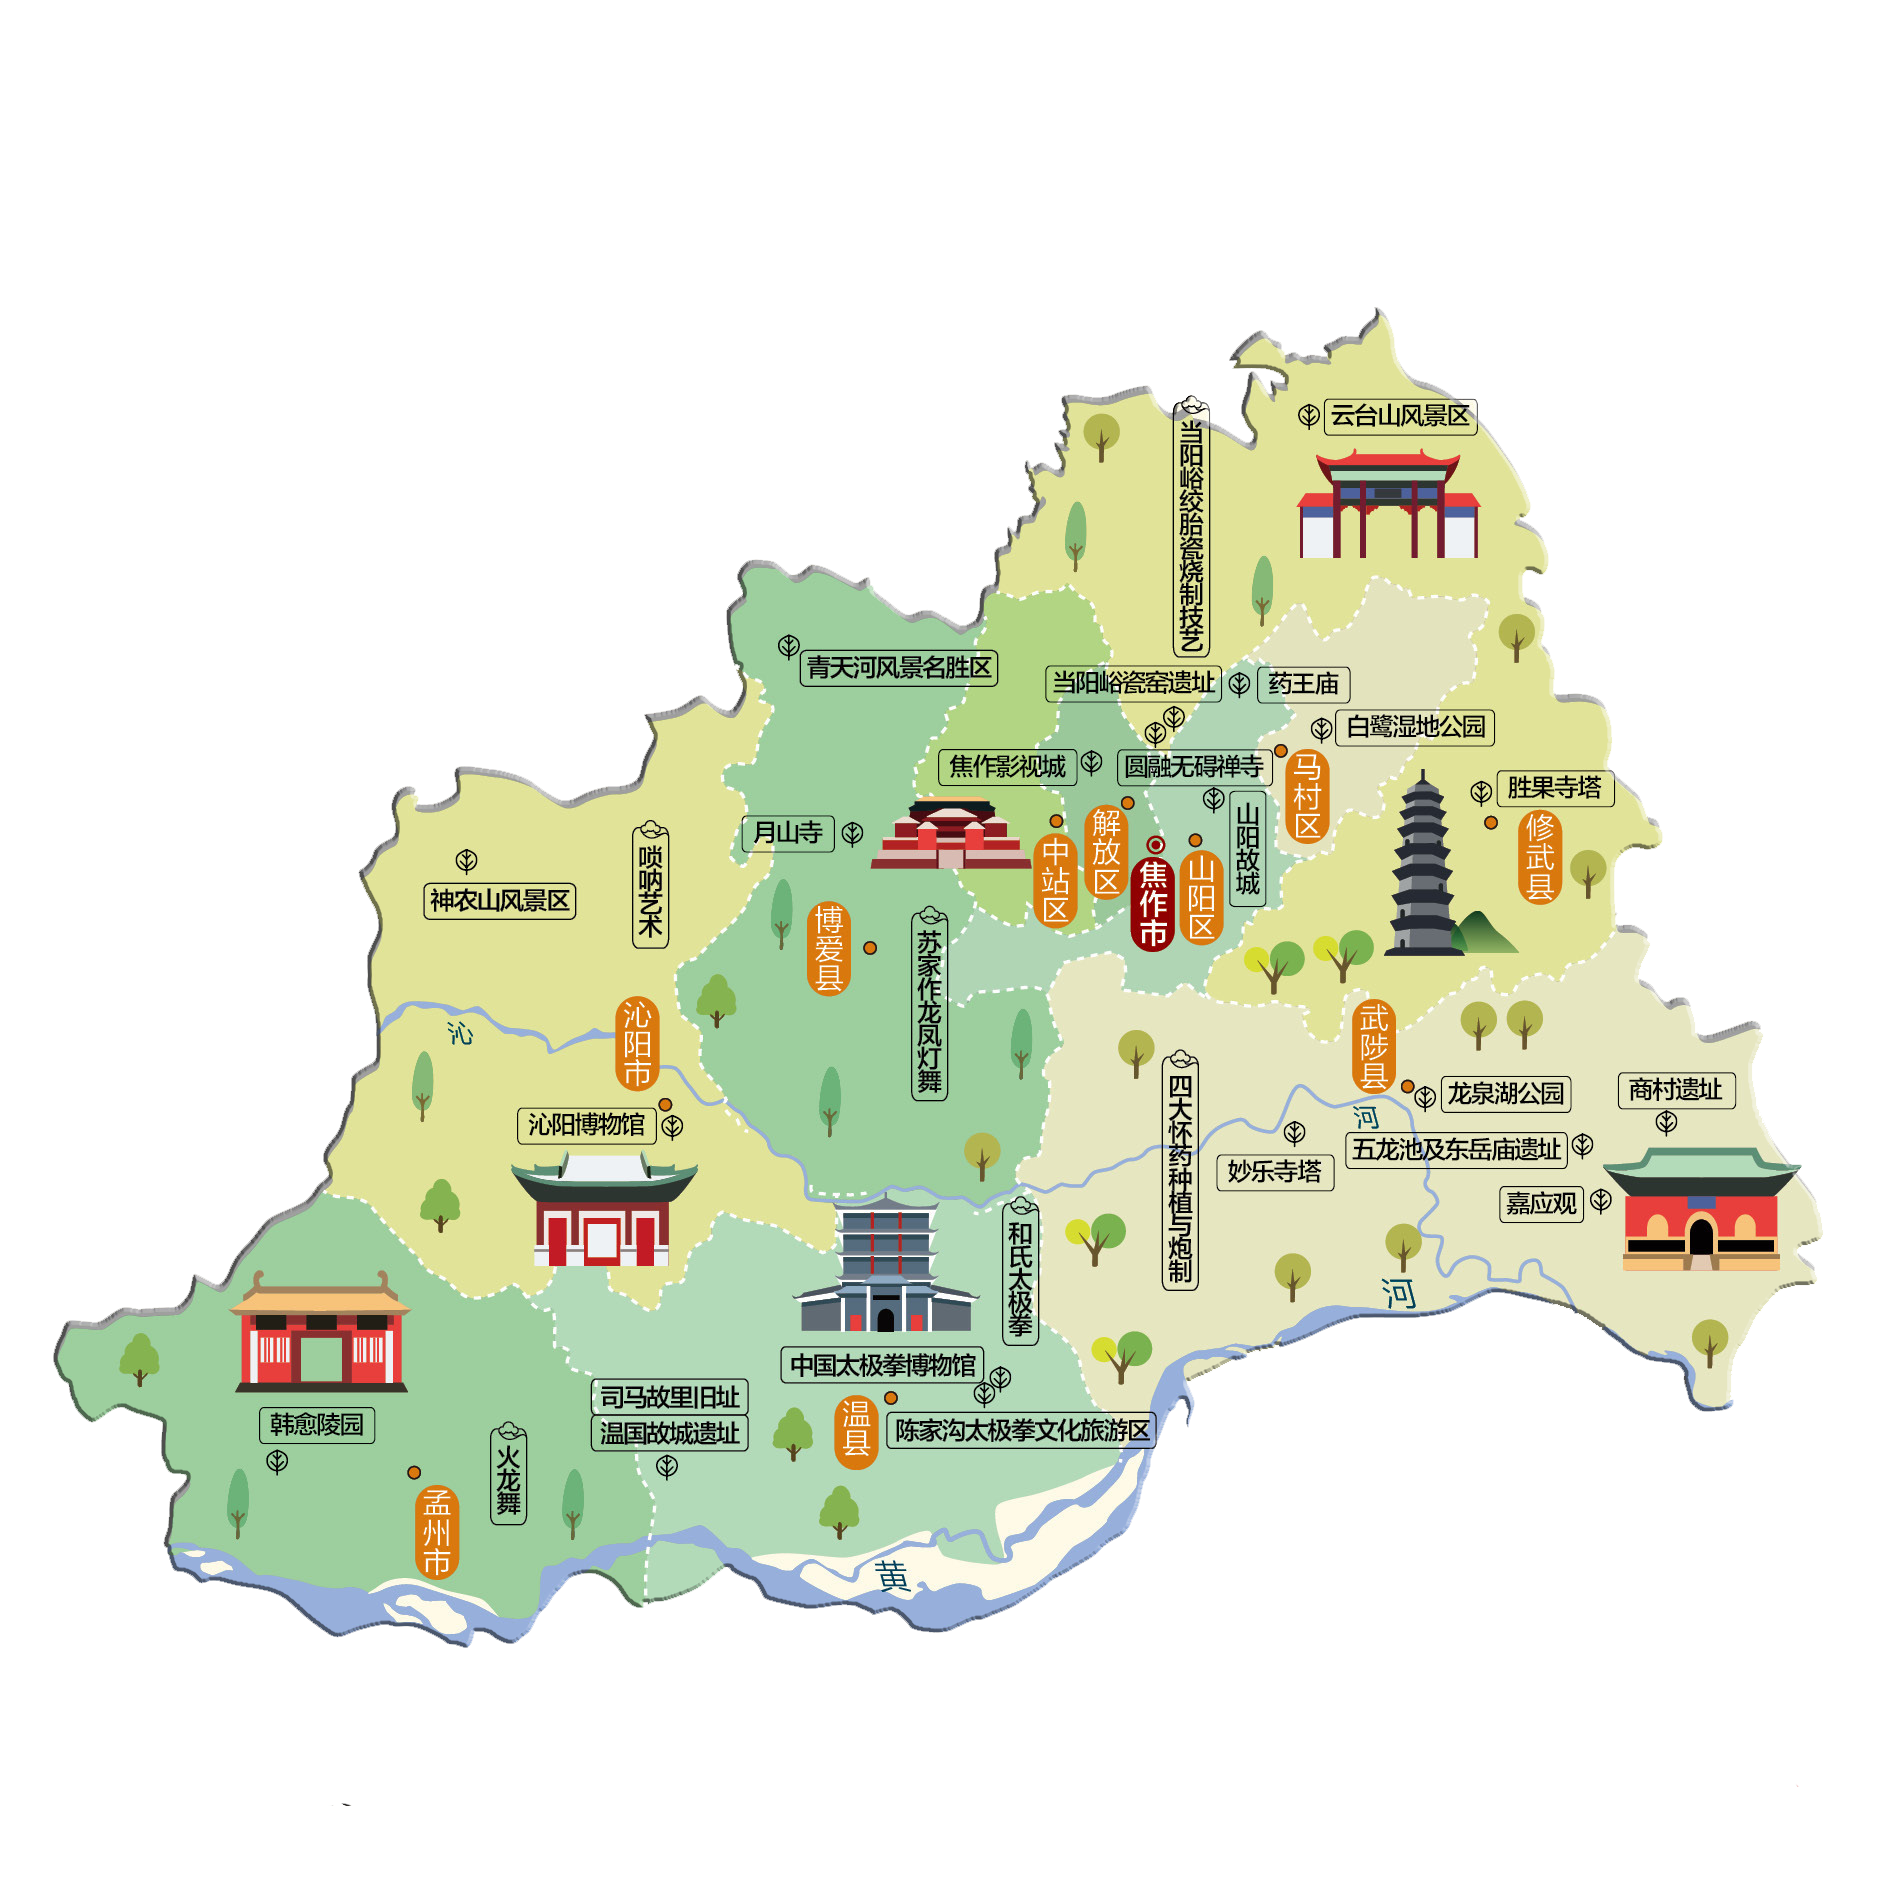 云台山风景区
当阳峪绞胎瓷烧制技艺
青天河风景名胜区
当阳峪瓷窑遗址
药王庙
白鹭湿地公园
焦作影视城
圆融无碍禅寺
马村区
胜果寺塔
修武县
山阳故城
月山寺
解放区
中站区
焦作市
山阳区
唢呐艺术
神农山风景区
博爱县
苏家作龙凤灯舞
沁阳市
沁
河
武陟县
龙泉湖公园
商村遗址
四大怀药种植与炮制
沁阳博物馆
妙乐寺塔
五龙池及东岳庙遗址
嘉应观
和氏太极拳
中国太极拳博物馆
司马故里旧址
温国故城遗址
温县
陈家沟太极拳文化旅游区
韩愈陵园
火龙舞
孟州市
黄
河